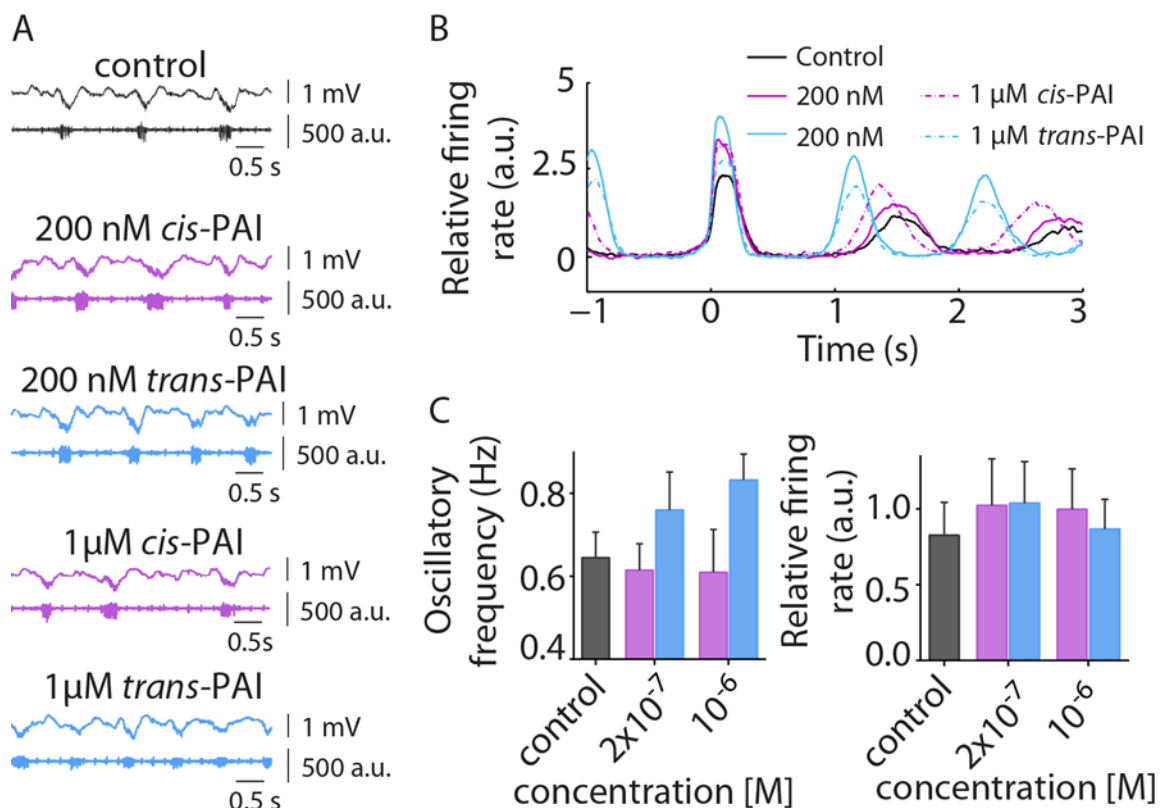 A
control
1 mV
500 a.u.
0.5 s
200 nM cis-PAI
1 mV
500 a.u.
0.5 s
200 nM trans-PAI
1 mV
500 a.u.
0.5 s
1µM cis-PAI
1 mV
500 a.u.
0.5s
1µM trans-PAI
1 mV
500 a.u.
0.5 s
B
Relative firing
rate (a.u.)
5
2.5
0
Control
200 nM
1 µM cis-PAI
200 nM
1 µM trans-PAI
−1 0 1 2 3
Time (s)
C
Oscillatory
frequency (Hz)
0.8
0.6
0.4
control 2x10⁻⁷ 10⁻⁶
concentration [M]
Relative firing
rate (a.u.)
1.0
0.5
0.0
control 2x10⁻⁷ 10⁻⁶
concentration [M]